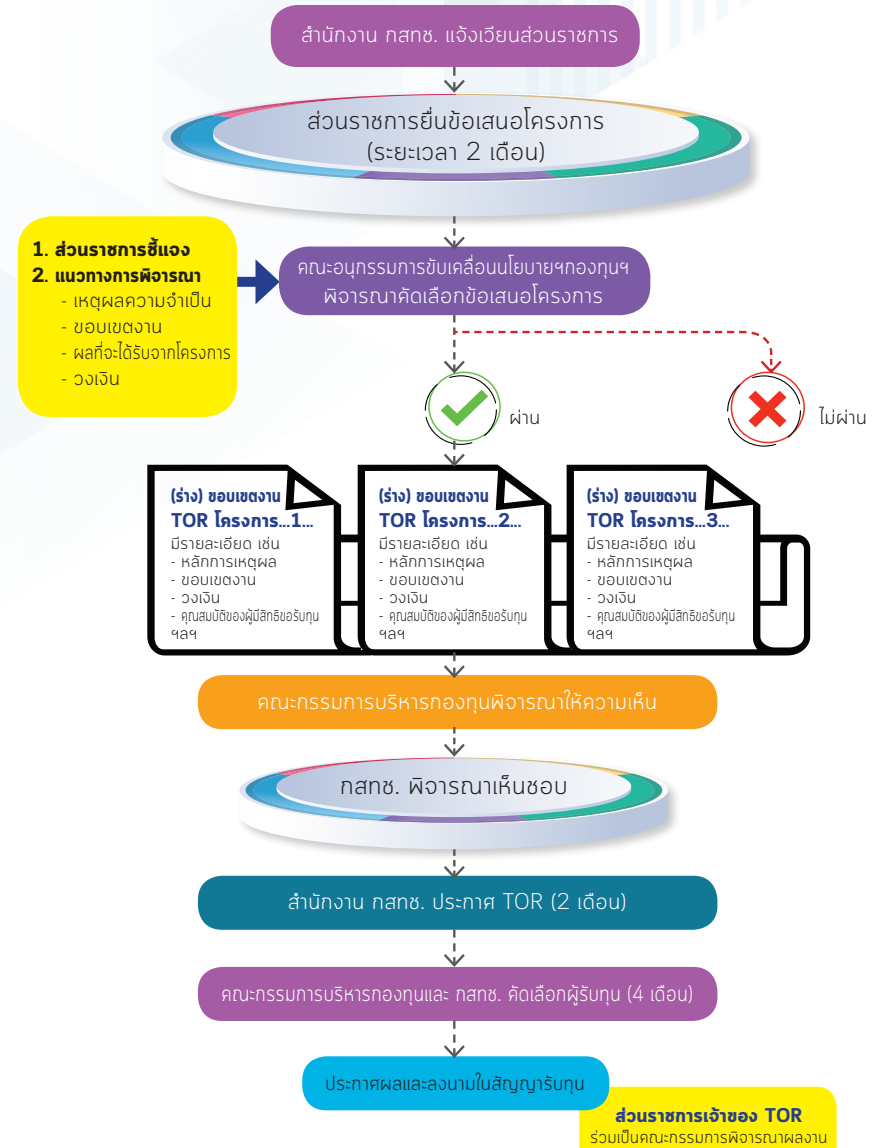 สำนักงาน กสทช. แจ้งเวียนส่วนราชการ
ส่วนราชการยื่นข้อเสนอโครงการ
(ระยะเวลา 2 เดือน)
1. ส่วนราชการชี้แจง
2. แนวทางการพิจารณา
- เหตุผลความจำเป็น
- ขอบเขตงาน
- ผลที่จะได้รับจากโครงการ
- วงเงิน
คณะอนุกรรมการขับเคลื่อนนโยบายฯกองทุนฯ
พิจารณาคัดเลือกข้อเสนอโครงการ
ผ่าน
ไม่ผ่าน
(ร่าง) ขอบเขตงาน
TOR โครงการ...1...
มีรายละเอียด เช่น
- หลักการเหตุผล
- ขอบเขตงาน
- วงเงิน
- คุณสมบัติของผู้มีสิทธิขอรับทุน
ฯลฯ
(ร่าง) ขอบเขตงาน
TOR โครงการ...2...
มีรายละเอียด เช่น
- หลักการเหตุผล
- ขอบเขตงาน
- วงเงิน
- คุณสมบัติของผู้มีสิทธิขอรับทุน
ฯลฯ
(ร่าง) ขอบเขตงาน
TOR โครงการ...3...
มีรายละเอียด เช่น
- หลักการเหตุผล
- ขอบเขตงาน
- วงเงิน
- คุณสมบัติของผู้มีสิทธิขอรับทุน
ฯลฯ
คณะกรรมการบริหารกองทุนพิจารณาให้ความเห็น
กสทช. พิจารณาเห็นชอบ
สำนักงาน กสทช. ประกาศ TOR (2 เดือน)
คณะกรรมการบริหารกองทุนและ กสทช. คัดเลือกผู้รับทุน (4 เดือน)
ประกาศผลและลงนามในสัญญารับทุน
ส่วนราชการเจ้าของ TOR
ร่วมเป็นคณะกรรมการพิจารณาผลงาน